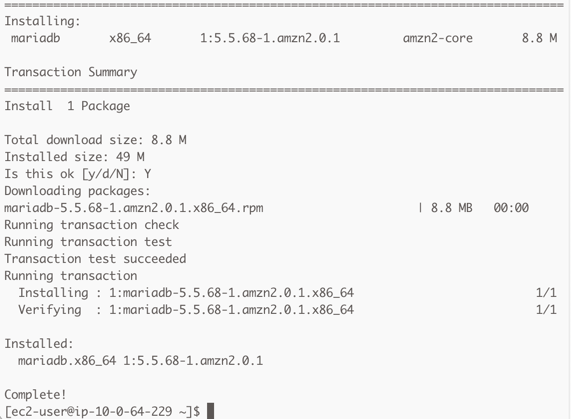 ================================================================================
Installing:
 mariadb       x86_64       1:5.5.68-1.amzn2.0.1         amzn2-core       8.8 M
Transaction Summary
================================================================================
Install  1 Package
Total download size: 8.8 M
Installed size: 49 M
Is this ok [y/d/N]: Y
Downloading packages:
mariadb-5.5.68-1.amzn2.0.1.x86_64.rpm                      | 8.8 MB   00:00
Running transaction check
Running transaction test
Transaction test succeeded
Running transaction
  Installing : 1:mariadb-5.5.68-1.amzn2.0.1.x86_64                          1/1
  Verifying  : 1:mariadb-5.5.68-1.amzn2.0.1.x86_64                          1/1
Installed:
  mariadb.x86_64 1:5.5.68-1.amzn2.0.1
Complete!
[ec2-user@ip-10-0-64-229 ~]$